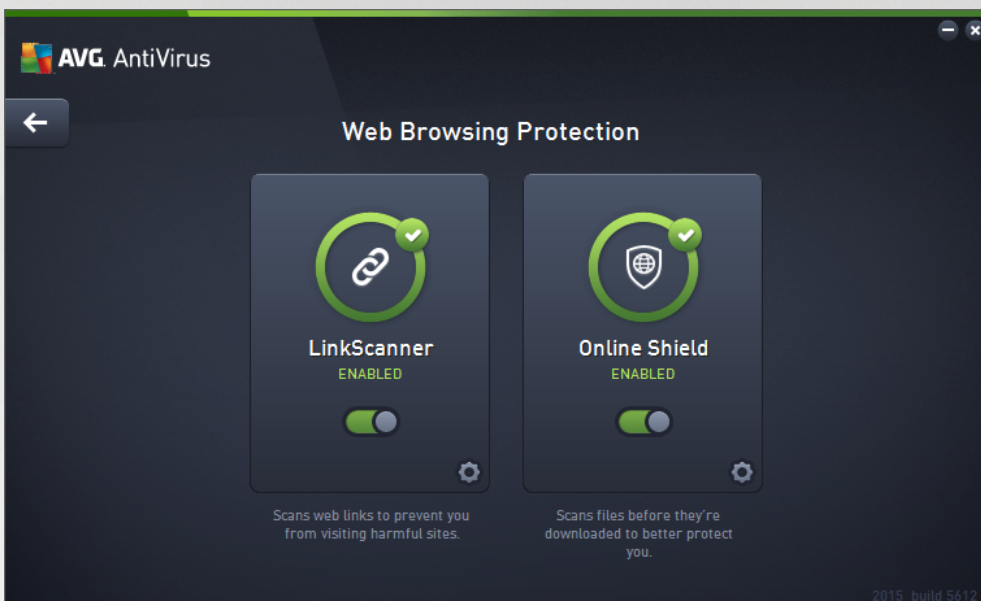 AVG AntiVirus
Web Browsing Protection
LinkScanner
ENABLED
Scans web links to prevent you
from visiting harmful sites.
Online Shield
ENABLED
Scans files before they're
downloaded to better protect
you.
2015 build 5612